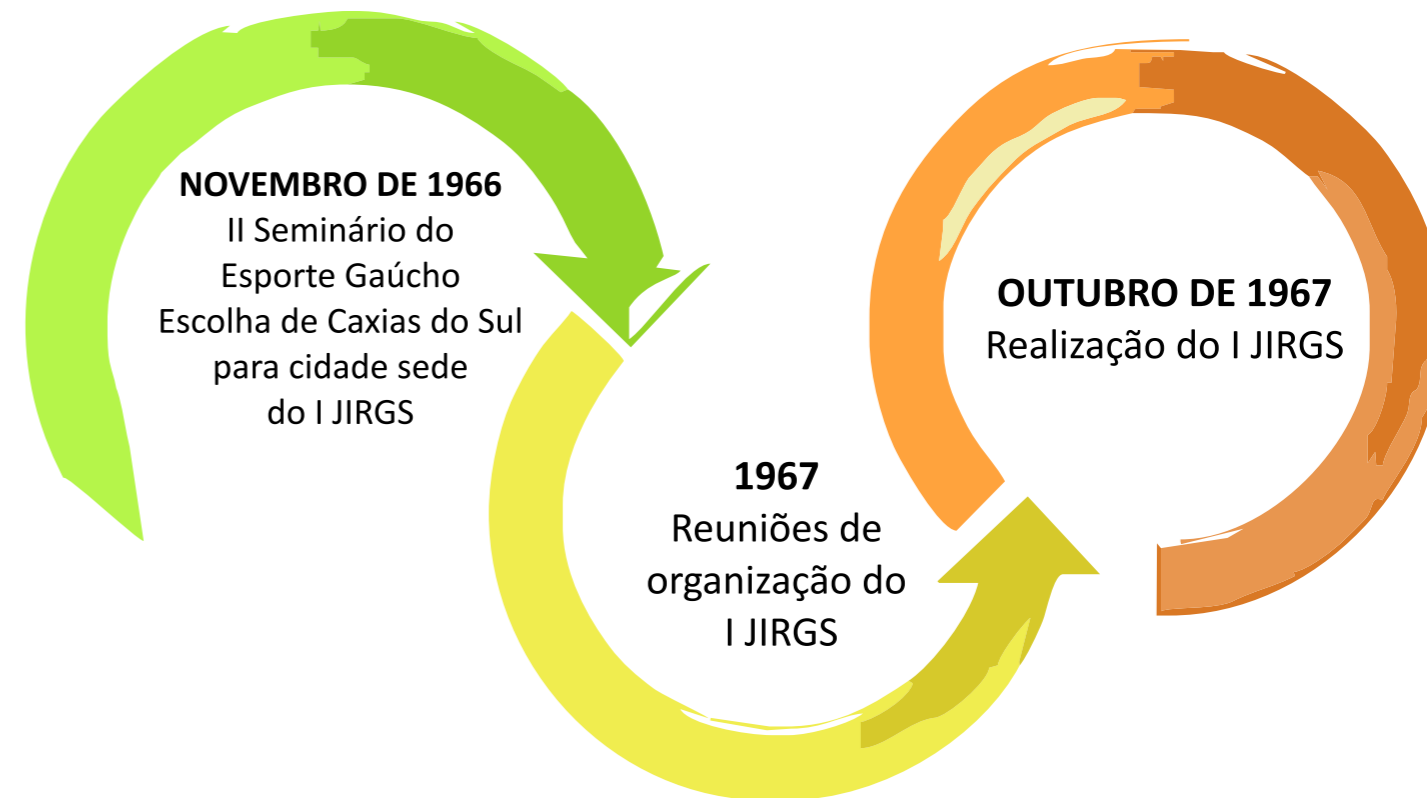 NOVEMBRO DE 1966
II Seminário do
Esporte Gaúcho
Escolha de Caxias do Sul
para cidade sede
do I JIRGS
1967
Reuniões de
organização do
I JIRGS
OUTUBRO DE 1967
Realização do I JIRGS